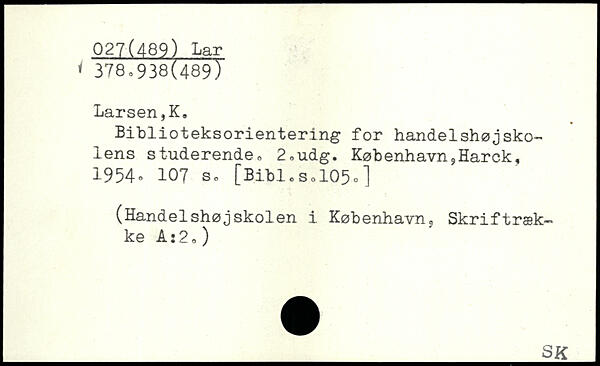 027(489) Lar
√ 378.938(489)
Larsen,K.
Biblioteksorientering for handelshøjsko-
lens studerende. 2.udg. København,Harck,
1954. 107 s. [Bibl.s.105.]
(Handelshøjskolen i København, Skriftræk-
ke A:2.)
SK